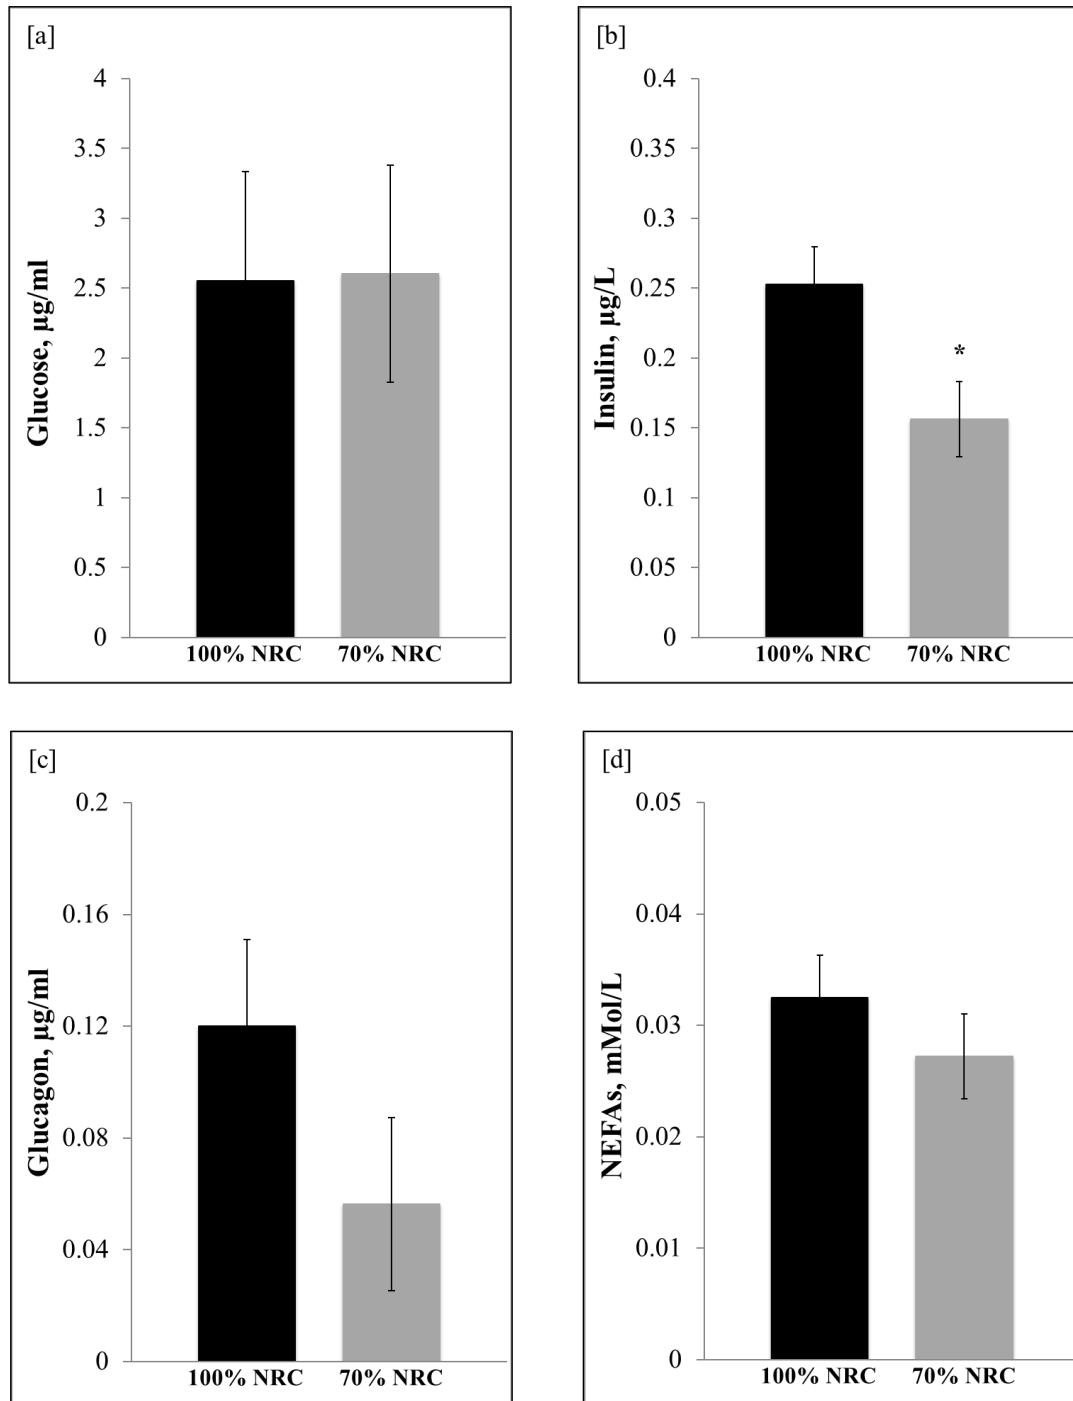 [a]
Glucose, µg/ml
4
3.5
3
2.5
2
1.5
1
0.5
0
100% NRC 70% NRC
[b]
Insulin, µg/L
0.4
0.35
0.3
0.25
0.2
0.15
0.1
0.05
0
*
100% NRC 70% NRC
[c]
Glucagon, µg/ml
0.2
0.16
0.12
0.08
0.04
0
100% NRC 70% NRC
[d]
NEFAs, mMol/L
0.05
0.04
0.03
0.02
0.01
0
100% NRC 70% NRC